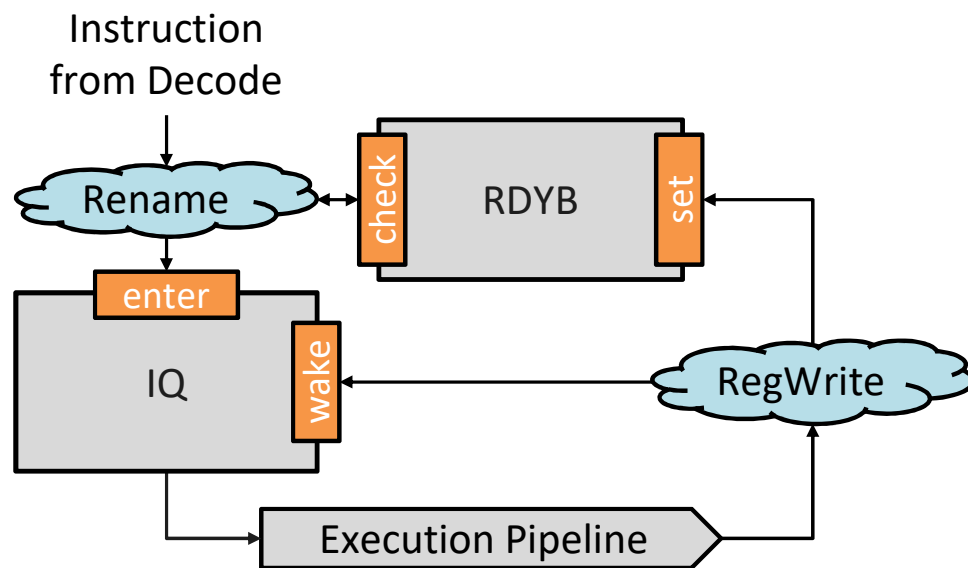 Instruction
from Decode
Rename
check
RDYB
set
enter
IQ
wake
RegWrite
Execution Pipeline